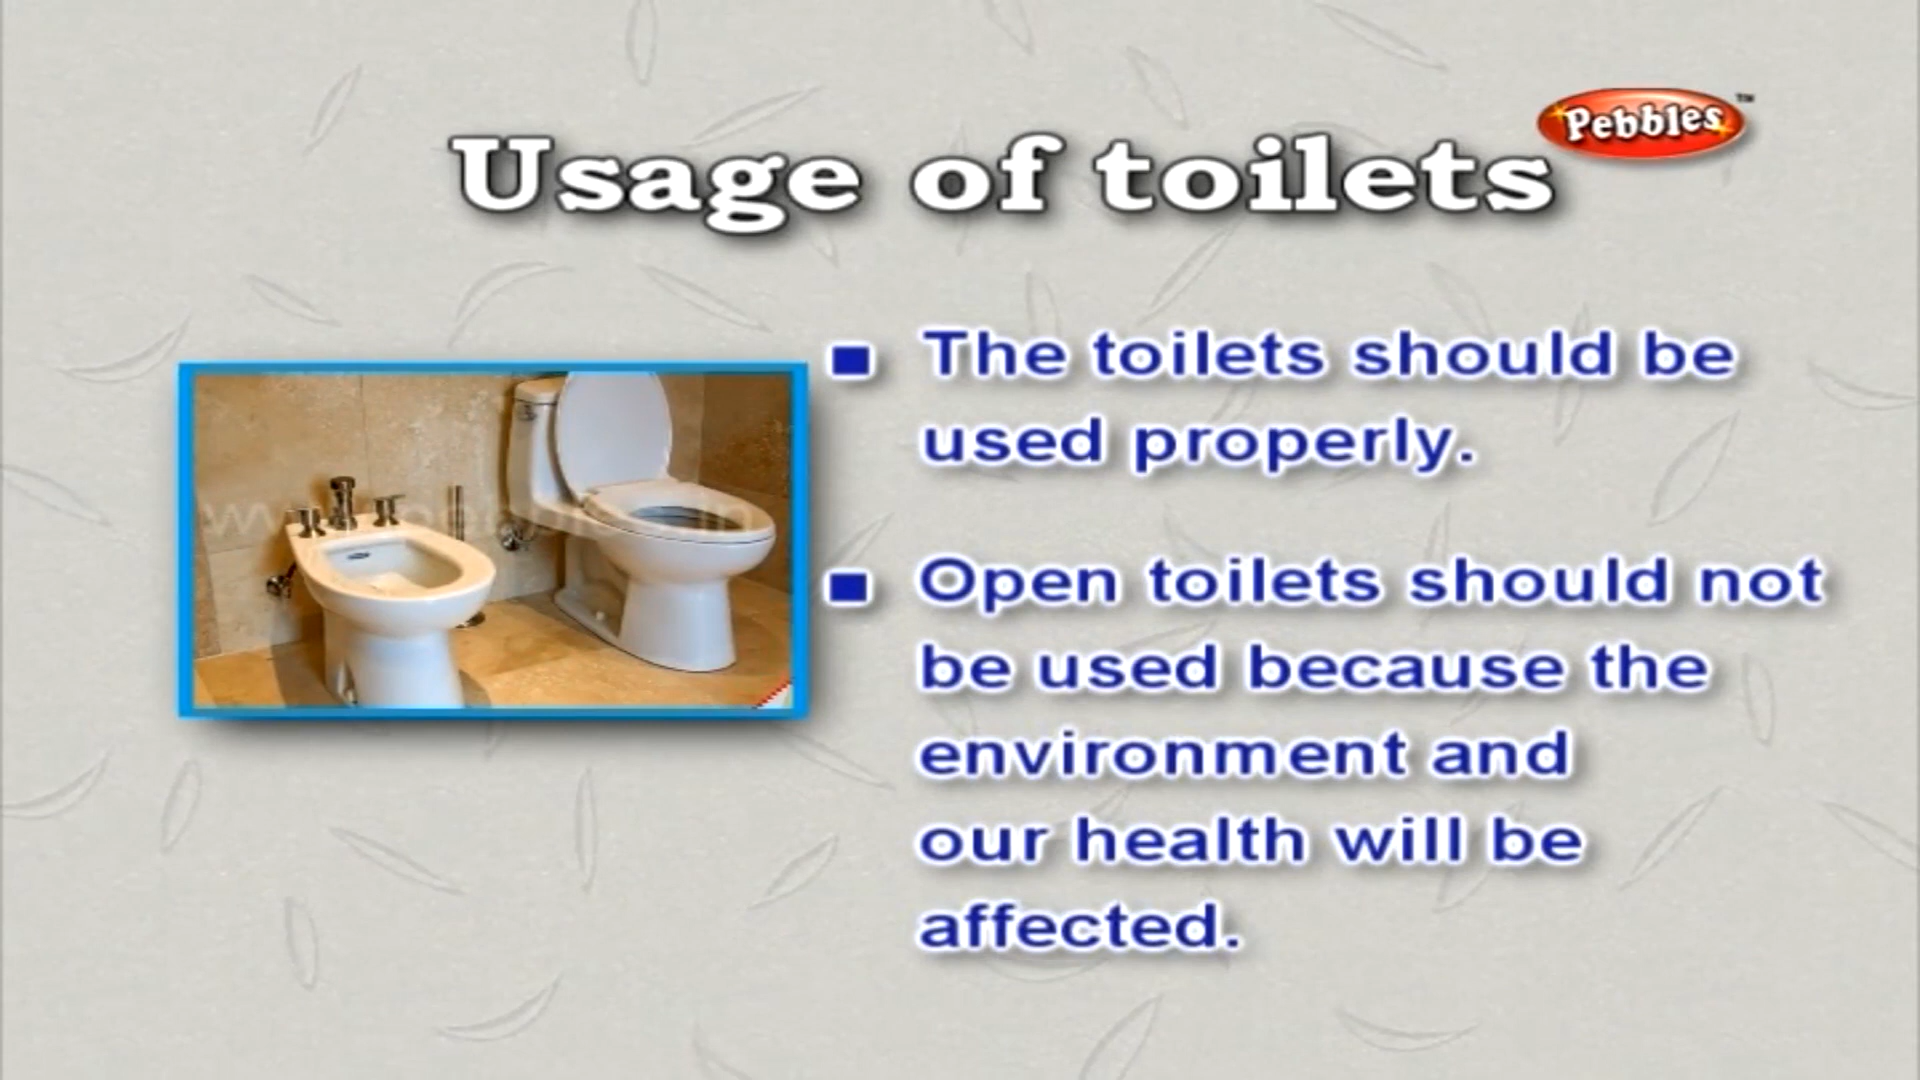 Pebbles™
Usage of toilets
■ The toilets should be
used properly.
■ Open toilets should not
be used because the
environment and
our health will be
affected.